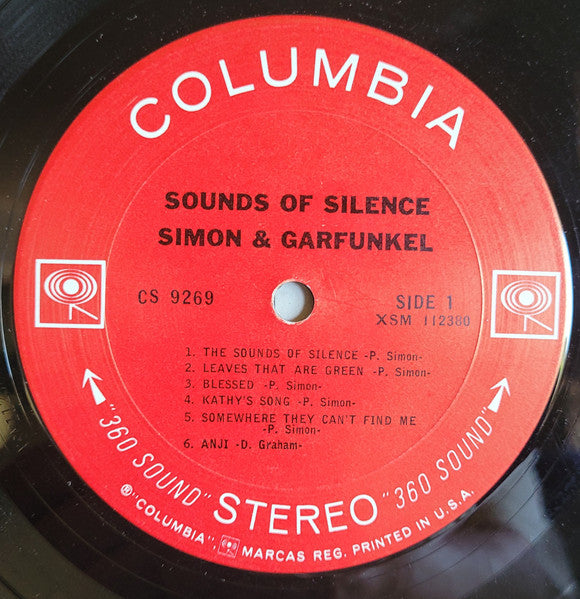 COLUMBIA
SOUNDS OF SILENCE
SIMON & GARFUNKEL
CS 9269
SIDE 1
XSM 112380
1. THE SOUNDS OF SILENCE -P. Simon-
2. LEAVES THAT ARE GREEN -P. Simon-
3. BLESSED -P. Simon-
4. KATHY'S SONG -P. Simon-
5. SOMEWHERE THEY CAN'T FIND ME
-P. Simon-
6. ANJI -D. Graham-
"360 SOUND" STEREO "360 SOUND"
® "COLUMBIA", MARCAS REG. PRINTED IN U.S.A.